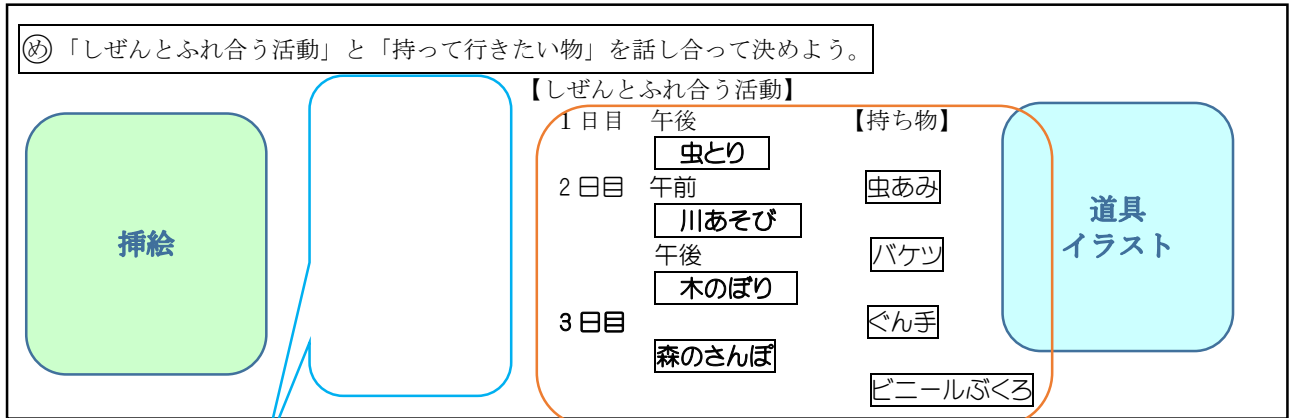 め「しぜんとふれ合う活動」と「持って行きたい物」を話し合って決めよう。
【しぜんとふれ合う活動】
1日目 午後 【持ち物】
虫とり
2日目 午前 虫あみ
川あそび
午後 バケツ
木のぼり
3日目 ぐん手
森のさんぽ
ビニールぶくろ
挿絵
道具
イラスト